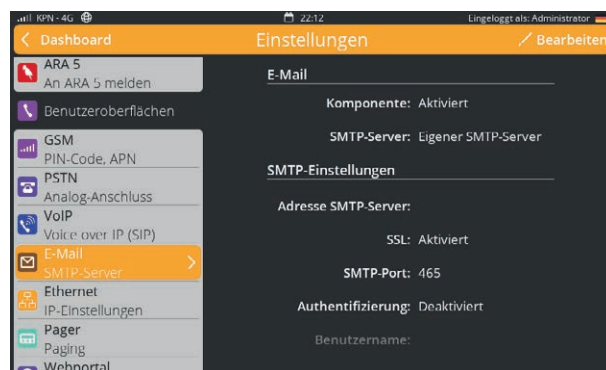 KPN - 4G 22:12 Eingeloggt als: Administrator
Dashboard Einstellungen Bearbeiten
ARA 5
An ARA 5 melden
Benutzeroberflächen
GSM
PIN-Code, APN
PSTN
Analog-Anschluss
VoIP
Voice over IP (SIP)
E-Mail
SMTP-Server
Ethernet
IP-Einstellungen
Pager
Paging
Webportal
E-Mail
Komponente: Aktiviert
SMTP-Server: Eigener SMTP-Server
SMTP-Einstellungen
Adresse SMTP-Server:
SSL: Aktiviert
SMTP-Port: 465
Authentifizierung: Deaktiviert
Benutzername: